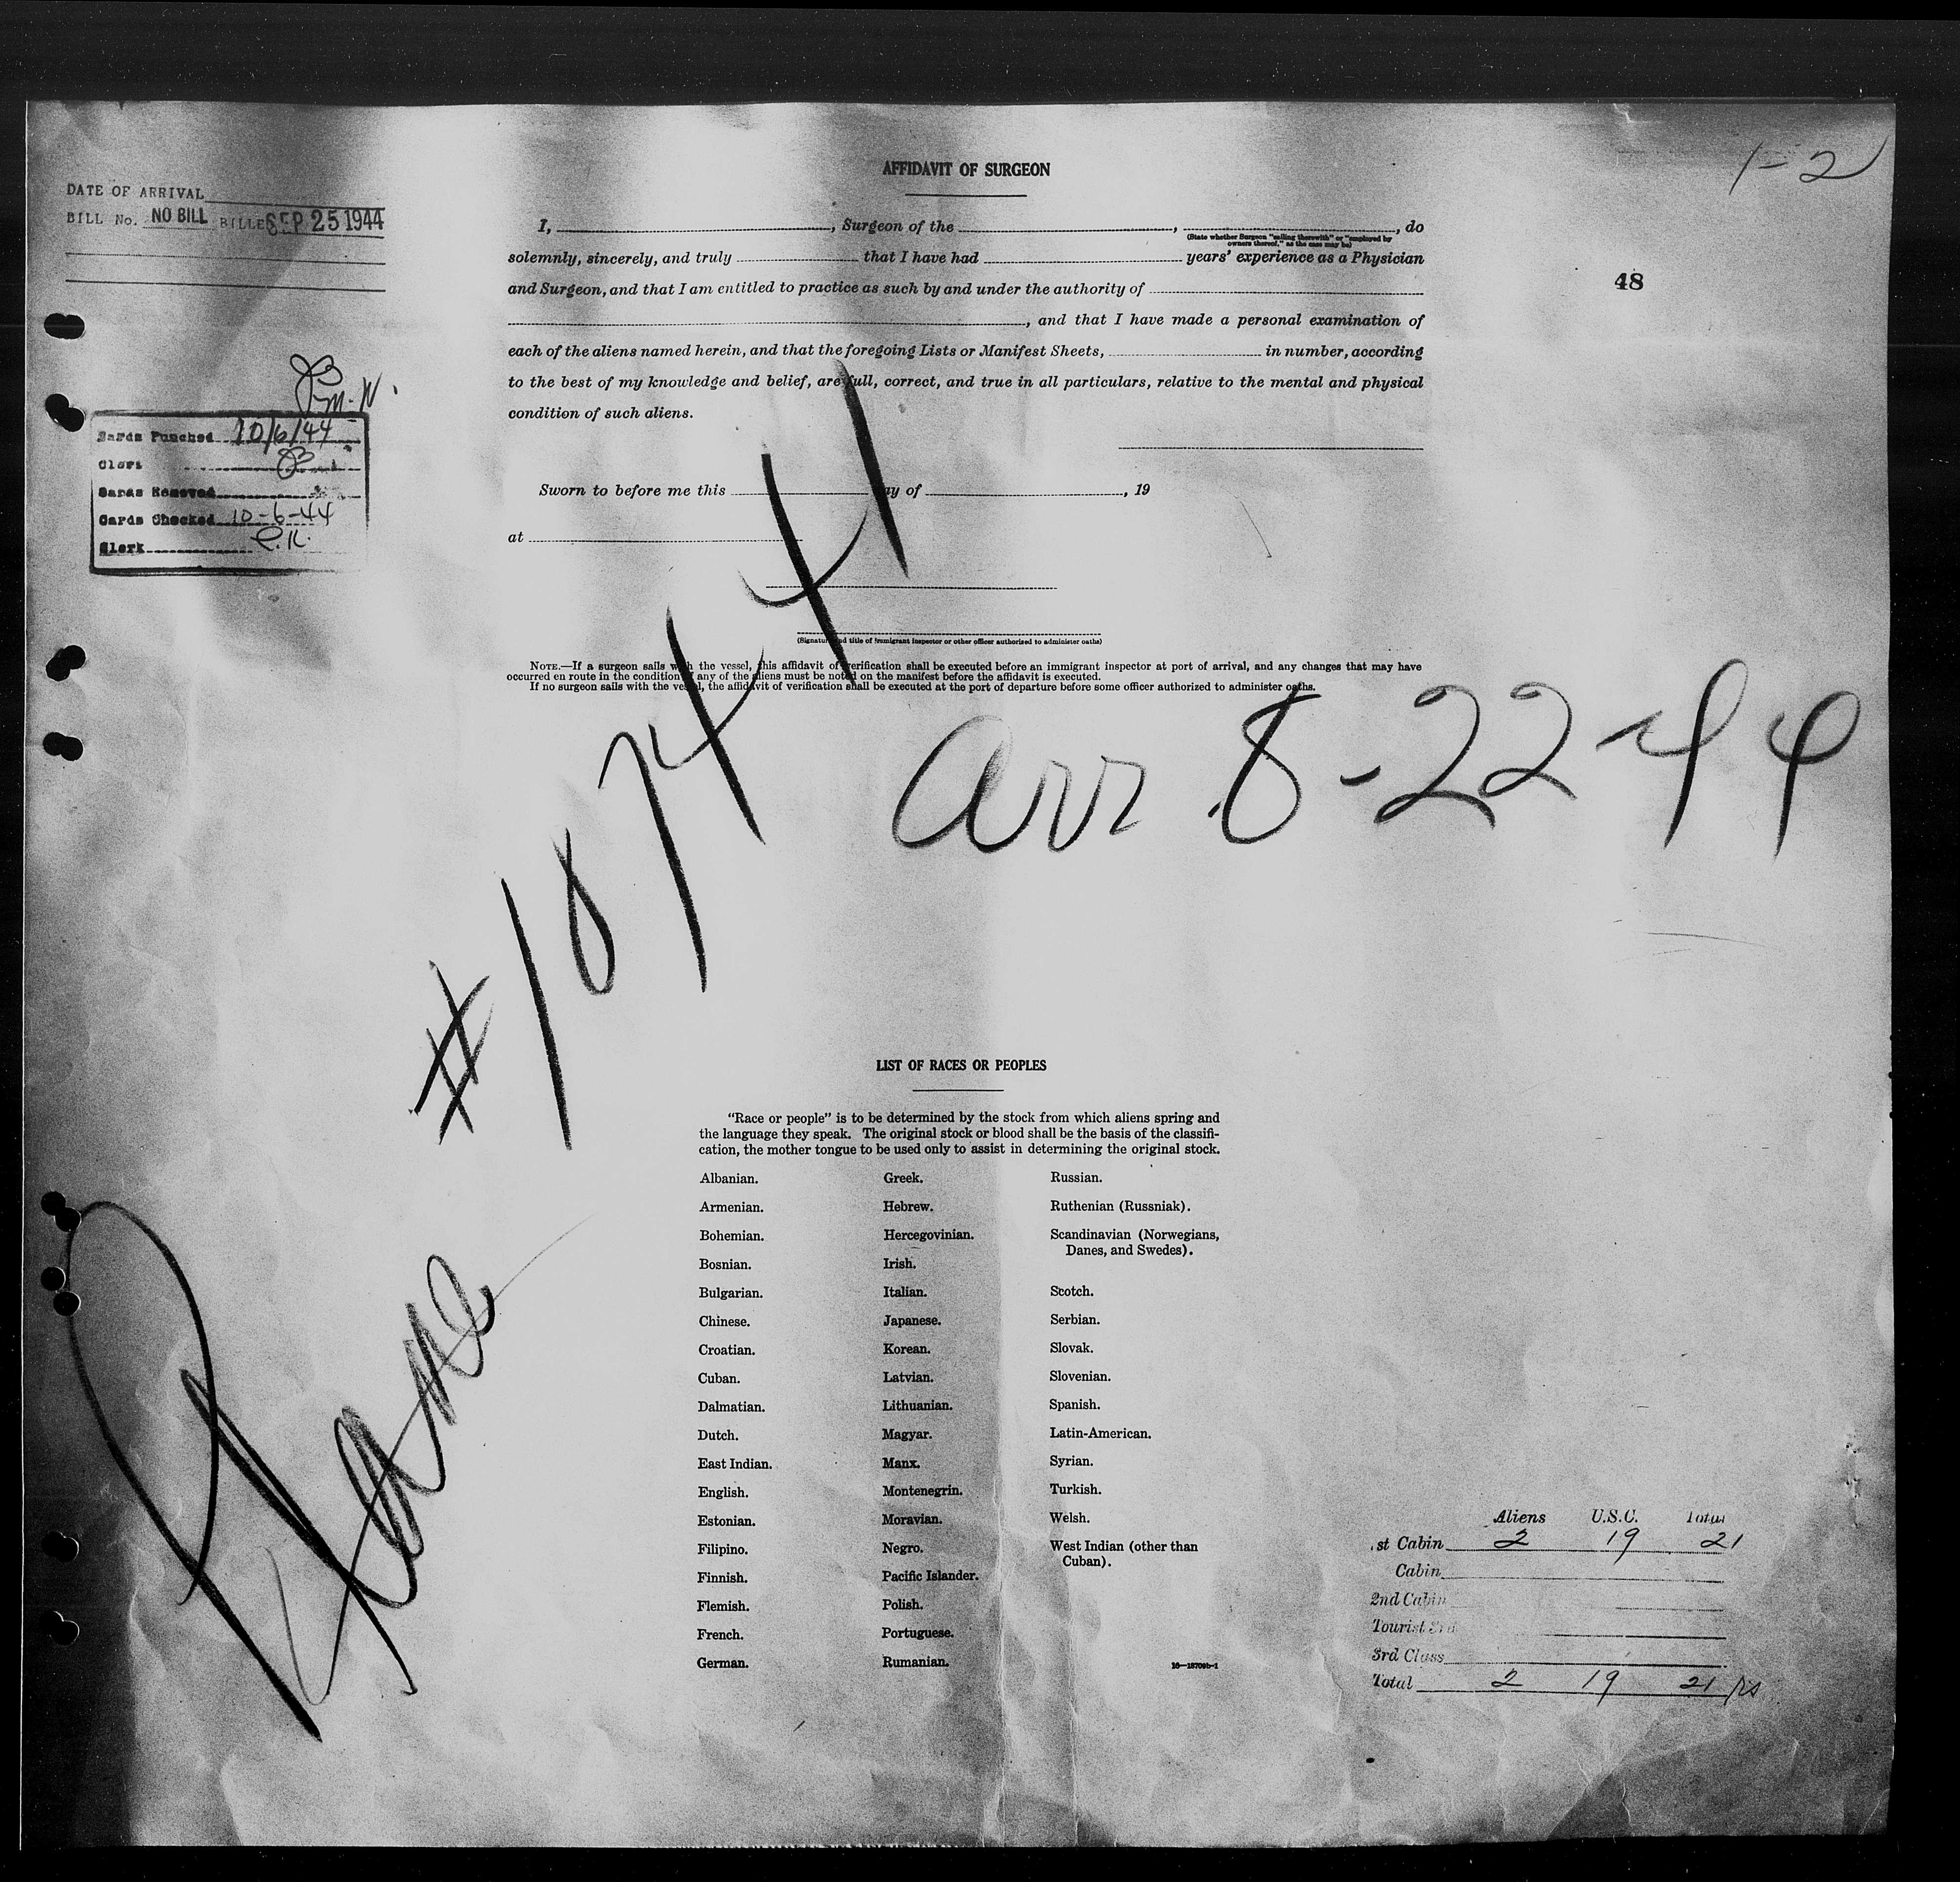 AFFIDAVIT OF SURGEON
1-2
DATE OF ARRIVAL
BILL No. NO BILL BILLED SEP 25 1944
I, , Surgeon of the , , do
(State whether Surgeon "sailing therewith" or "employed by
owners thereof," as the case may be)
solemnly, sincerely, and truly that I have had years' experience as a Physician
and Surgeon, and that I am entitled to practice as such by and under the authority of
48
, and that I have made a personal examination of
each of the aliens named herein, and that the foregoing Lists or Manifest Sheets, in number, according
to the best of my knowledge and belief, are full, correct, and true in all particulars, relative to the mental and physical
condition of such aliens.
Cards Punched 10/6/44
Clerk
Cards Removed
Cards Checked 10-6-44
Clerk
Sworn to before me this day of , 19
at
(Signature and title of immigrant inspector or other officer authorized to administer oaths)
NOTE.—If a surgeon sails with the vessel, this affidavit of verification shall be executed before an immigrant inspector at port of arrival, and any changes that may have
occurred en route in the condition of any of the aliens must be noted on the manifest before the affidavit is executed.
If no surgeon sails with the vessel, the affidavit of verification shall be executed at the port of departure before some officer authorized to administer oaths.
arr 8-22-44
#107441
Plane
LIST OF RACES OR PEOPLES
"Race or people" is to be determined by the stock from which aliens spring and
the language they speak. The original stock or blood shall be the basis of the classifi-
cation, the mother tongue to be used only to assist in determining the original stock.
Albanian.
Armenian.
Bohemian.
Bosnian.
Bulgarian.
Chinese.
Croatian.
Cuban.
Dalmatian.
Dutch.
East Indian.
English.
Estonian.
Filipino.
Finnish.
Flemish.
French.
German.
Greek.
Hebrew.
Hercegovinian.
Irish.
Italian.
Japanese.
Korean.
Latvian.
Lithuanian.
Magyar.
Manx.
Montenegrin.
Moravian.
Negro.
Pacific Islander.
Polish.
Portuguese.
Rumanian.
Russian.
Ruthenian (Russniak).
Scandinavian (Norwegians,
Danes, and Swedes).
Scotch.
Serbian.
Slovak.
Slovenian.
Spanish.
Latin-American.
Syrian.
Turkish.
Welsh.
West Indian (other than
Cuban).
Aliens U.S.C. Total
1st Cabin 2 19 21
Cabin
2nd Cabin
Tourist 3rd
3rd Class
Total 2 19 21